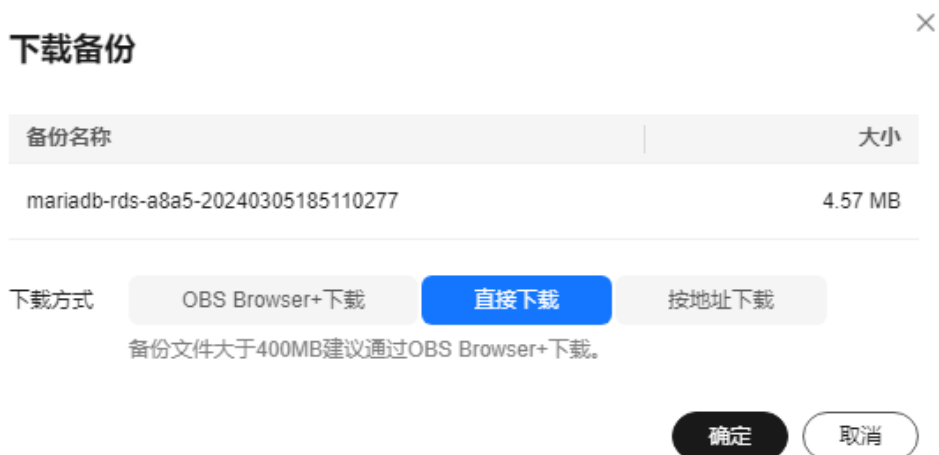 下载备份
备份名称 大小
mariadb-rds-a8a5-20240305185110277 4.57 MB
下载方式 OBS Browser+下载 直接下载 按地址下载
备份文件大于400MB建议通过OBS Browser+下载。
确定 取消